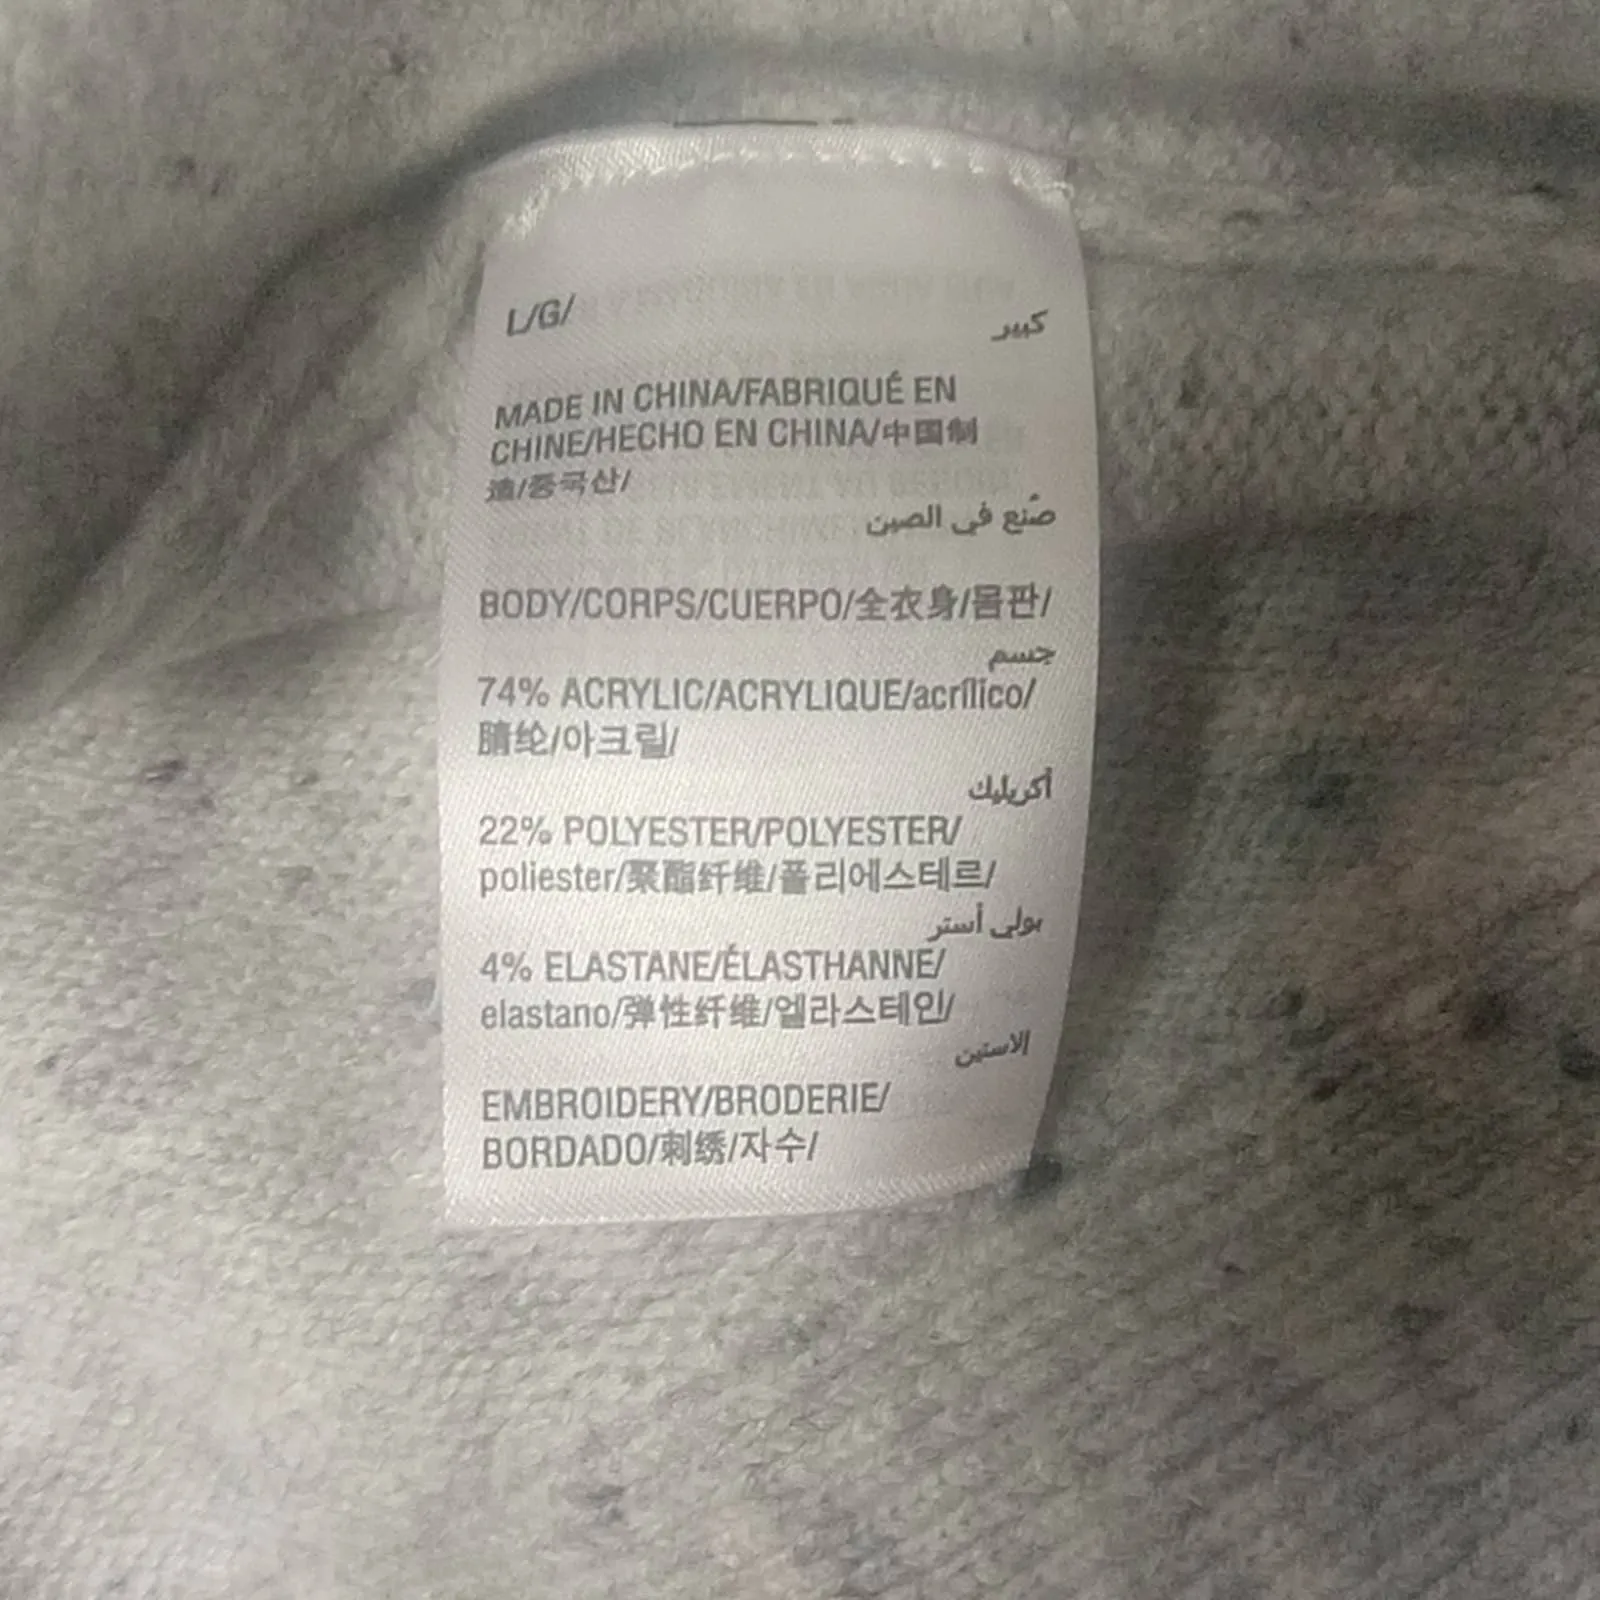 L/G/
كبير
MADE IN CHINA/FABRIQUÉ EN
CHINE/HECHO EN CHINA/中国制
造/중국산/
صُنع في الصين
BODY/CORPS/CUERPO/全衣身/몸판/
جسم
74% ACRYLIC/ACRYLIQUE/acrílico/
腈纶/아크릴/
أكريليك
22% POLYESTER/POLYESTER/
poliester/聚酯纤维/폴리에스테르/
بولي أستر
4% ELASTANE/ÉLASTHANNE/
elastano/弹性纤维/엘라스테인/
إلاستين
EMBROIDERY/BRODERIE/
BORDADO/刺绣/자수/